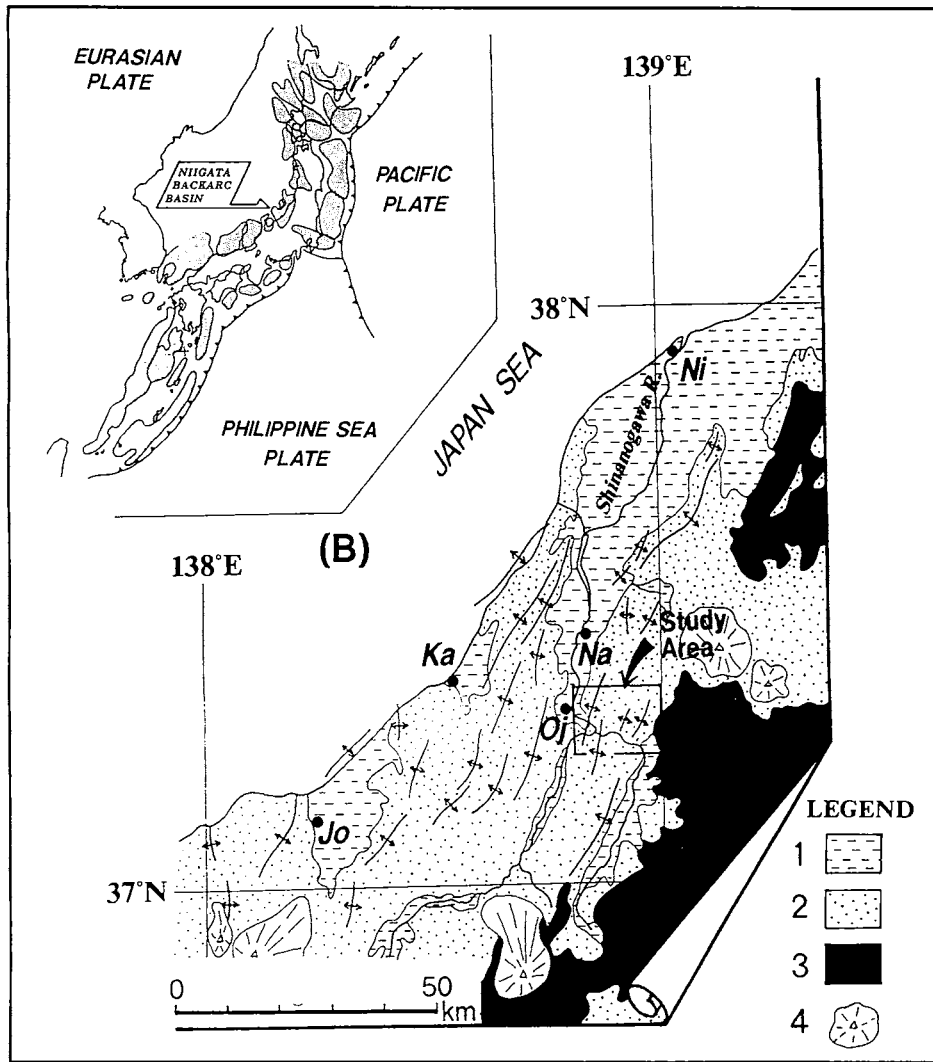 EURASIAN
PLATE
NIIGATA
BACKARC
BASIN
PACIFIC
PLATE
PHILIPPINE SEA
PLATE
139°E
38°N
JAPAN SEA
Ni
Shinanogawa R.
(B)
138°E
Study
Area
Ka
Na
Oj
Jo
37°N
0
50
km
LEGEND
1
2
3
4